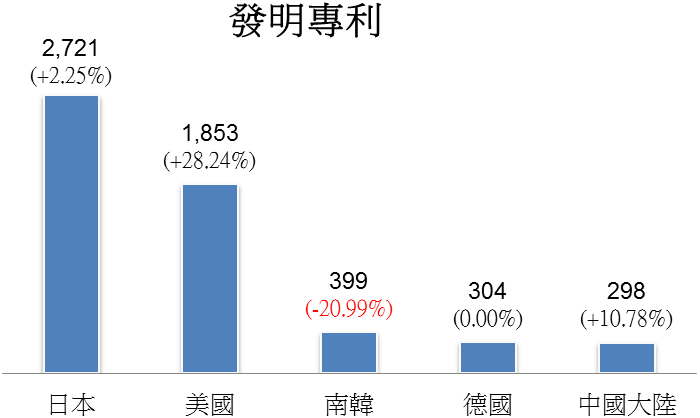 發明專利
2,721
(+2.25%)
1,853
(+28.24%)
399
(-20.99%)
304
(0.00%)
298
(+10.78%)
日本
美國
南韓
德國
中國大陸